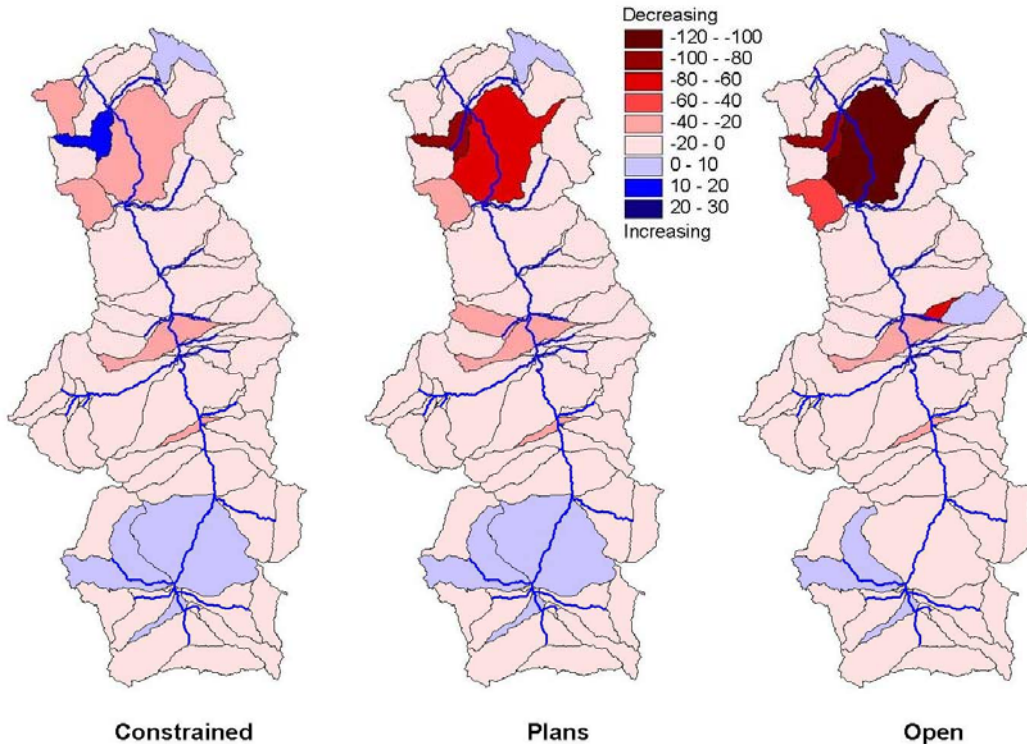 Decreasing
-120 - -100
-100 - -80
-80 - -60
-60 - -40
-40 - -20
-20 - 0
0 - 10
10 - 20
20 - 30
Increasing
Constrained Plans Open